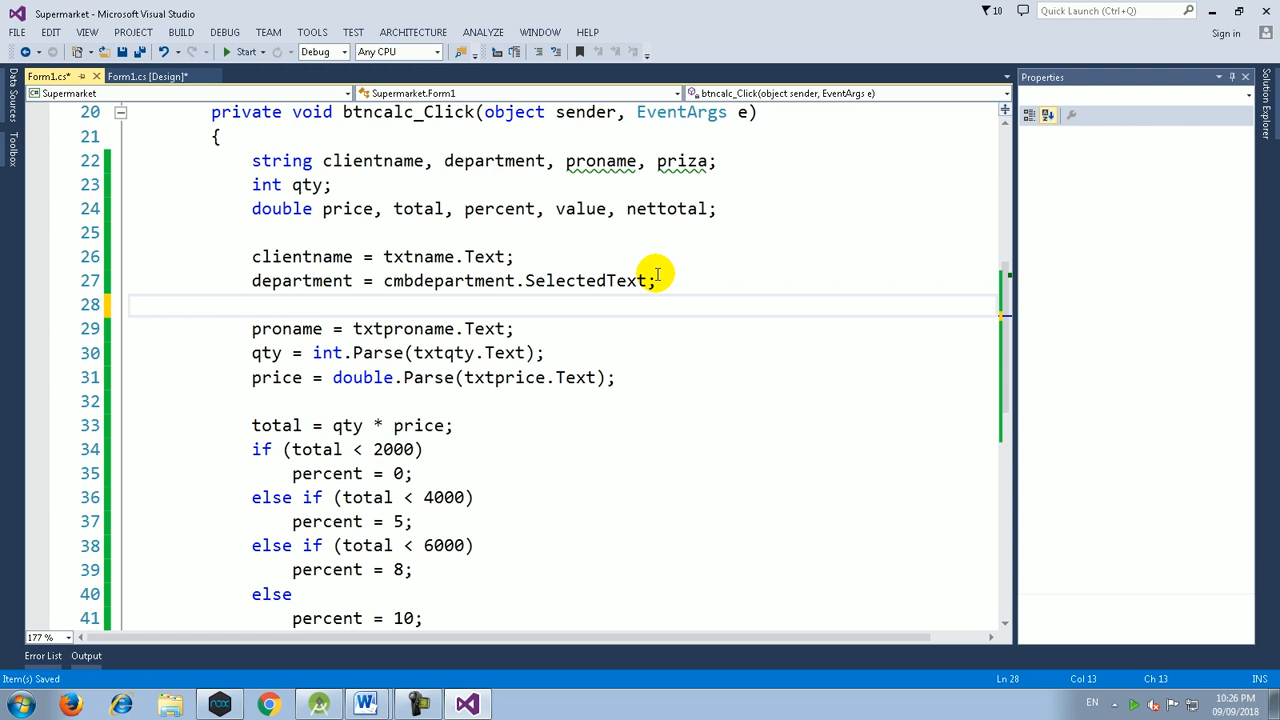 Supermarket - Microsoft Visual Studio
10
Quick Launch (Ctrl+Q)
FILE EDIT VIEW PROJECT BUILD DEBUG TEAM TOOLS TEST ARCHITECTURE ANALYZE WINDOW HELP
Sign in
Start Debug Any CPU
Form1.cs* Form1.cs [Design]*
Properties
Supermarket Supermarket.Form1 btncalc_Click(object sender, EventArgs e)
Data Sources
Toolbox
Solution Explorer
20 private void btncalc_Click(object sender, EventArgs e)
21 {
22 string clientname, department, proname, priza;
23 int qty;
24 double price, total, percent, value, nettotal;
25
26 clientname = txtname.Text;
27 department = cmbdepartment.SelectedText;
28
29 proname = txtproname.Text;
30 qty = int.Parse(txtqty.Text);
31 price = double.Parse(txtprice.Text);
32
33 total = qty * price;
34 if (total < 2000)
35 percent = 0;
36 else if (total < 4000)
37 percent = 5;
38 else if (total < 6000)
39 percent = 8;
40 else
41 percent = 10;
177 %
Error List Output
Item(s) Saved Ln 28 Col 13 Ch 13 INS
nox
EN
10:26 PM
09/09/2018